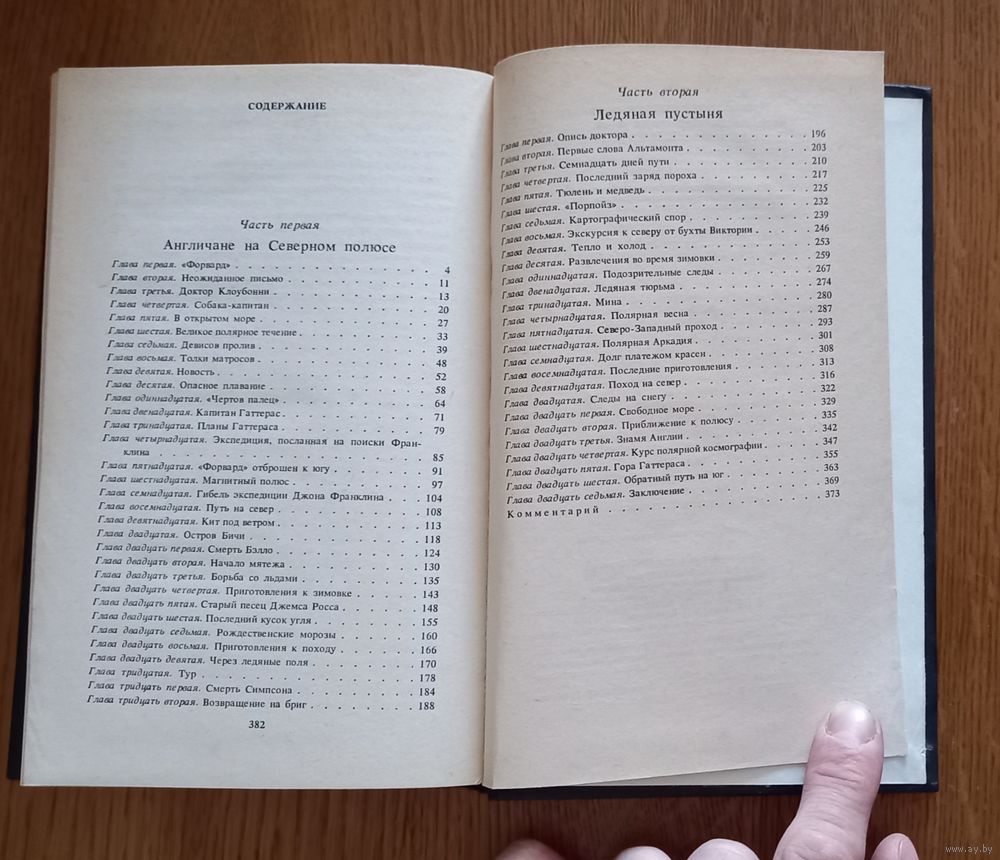 СОДЕРЖАНИЕ
Часть первая
Англичане на Северном полюсе
Глава первая. «Форвард» . . . . . . . . . . 4
Глава вторая. Неожиданное письмо . . . . . . . . . . 11
Глава третья. Доктор Клоубонни . . . . . . . . . . 13
Глава четвертая. Собака-капитан . . . . . . . . . . 20
Глава пятая. В открытом море . . . . . . . . . . 27
Глава шестая. Великое полярное течение . . . . . . . . . . 33
Глава седьмая. Девисов пролив . . . . . . . . . . 39
Глава восьмая. Толки матросов . . . . . . . . . . 48
Глава девятая. Новость . . . . . . . . . . 52
Глава десятая. Опасное плавание . . . . . . . . . . 58
Глава одиннадцатая. «Чертов палец» . . . . . . . . . . 64
Глава двенадцатая. Капитан Гаттерас . . . . . . . . . . 71
Глава тринадцатая. Планы Гаттераса . . . . . . . . . . 79
Глава четырнадцатая. Экспедиция, посланная на поиски Фран-
клина . . . . . . . . . . 85
Глава пятнадцатая. «Форвард» отброшен к югу . . . . . . . . . . 91
Глава шестнадцатая. Магнитный полюс . . . . . . . . . . 97
Глава семнадцатая. Гибель экспедиции Джона Франклина . . . . . 104
Глава восемнадцатая. Путь на север . . . . . . . . . . 108
Глава девятнадцатая. Кит под ветром . . . . . . . . . . 113
Глава двадцатая. Остров Бичи . . . . . . . . . . 118
Глава двадцать первая. Смерть Бэлло . . . . . . . . . . 124
Глава двадцать вторая. Начало мятежа . . . . . . . . . . 130
Глава двадцать третья. Борьба со льдами . . . . . . . . . . 135
Глава двадцать четвертая. Приготовления к зимовке . . . . . . 143
Глава двадцать пятая. Старый песец Джемса Росса . . . . . . 148
Глава двадцать шестая. Последний кусок угля . . . . . . . . 155
Глава двадцать седьмая. Рождественские морозы . . . . . . . 160
Глава двадцать восьмая. Приготовления к походу . . . . . . . 166
Глава двадцать девятая. Через ледяные поля . . . . . . . . 170
Глава тридцатая. Тур . . . . . . . . . . 178
Глава тридцать первая. Смерть Симпсона . . . . . . . . . . 184
Глава тридцать вторая. Возвращение на бриг . . . . . . . . 188
382
Часть вторая
Ледяная пустыня
Глава первая. Опись доктора . . . . . . . . . . 196
Глава вторая. Первые слова Альтамонта . . . . . . . . . . 203
Глава третья. Семнадцать дней пути . . . . . . . . . . 210
Глава четвертая. Последний заряд пороха . . . . . . . . . . 217
Глава пятая. Тюлень и медведь . . . . . . . . . . 225
Глава шестая. «Порпойз» . . . . . . . . . . 232
Глава седьмая. Картографический спор . . . . . . . . . . 239
Глава восьмая. Экскурсия к северу от бухты Виктории . . . . . 246
Глава девятая. Тепло и холод . . . . . . . . . . 253
Глава десятая. Развлечения во время зимовки . . . . . . . . 259
Глава одиннадцатая. Подозрительные следы . . . . . . . . 267
Глава двенадцатая. Ледяная тюрьма . . . . . . . . . . 274
Глава тринадцатая. Мина . . . . . . . . . . 280
Глава четырнадцатая. Полярная весна . . . . . . . . . . 287
Глава пятнадцатая. Северо-Западный проход . . . . . . . . 293
Глава шестнадцатая. Полярная Аркадия . . . . . . . . . . 301
Глава семнадцатая. Долг платежом красен . . . . . . . . . . 308
Глава восемнадцатая. Последние приготовления . . . . . . . 313
Глава девятнадцатая. Поход на север . . . . . . . . . . 316
Глава двадцатая. Следы на снегу . . . . . . . . . . 322
Глава двадцать первая. Свободное море . . . . . . . . . . 329
Глава двадцать вторая. Приближение к полюсу . . . . . . . . 335
Глава двадцать третья. Знамя Англии . . . . . . . . . . 342
Глава двадцать четвертая. Курс полярной космографии . . . . . 347
Глава двадцать пятая. Гора Гаттераса . . . . . . . . . . 355
Глава двадцать шестая. Обратный путь на юг . . . . . . . . 363
Глава двадцать седьмая. Заключение . . . . . . . . . . 369
Комментарий . . . . . . . . . . 373
www.ay.by